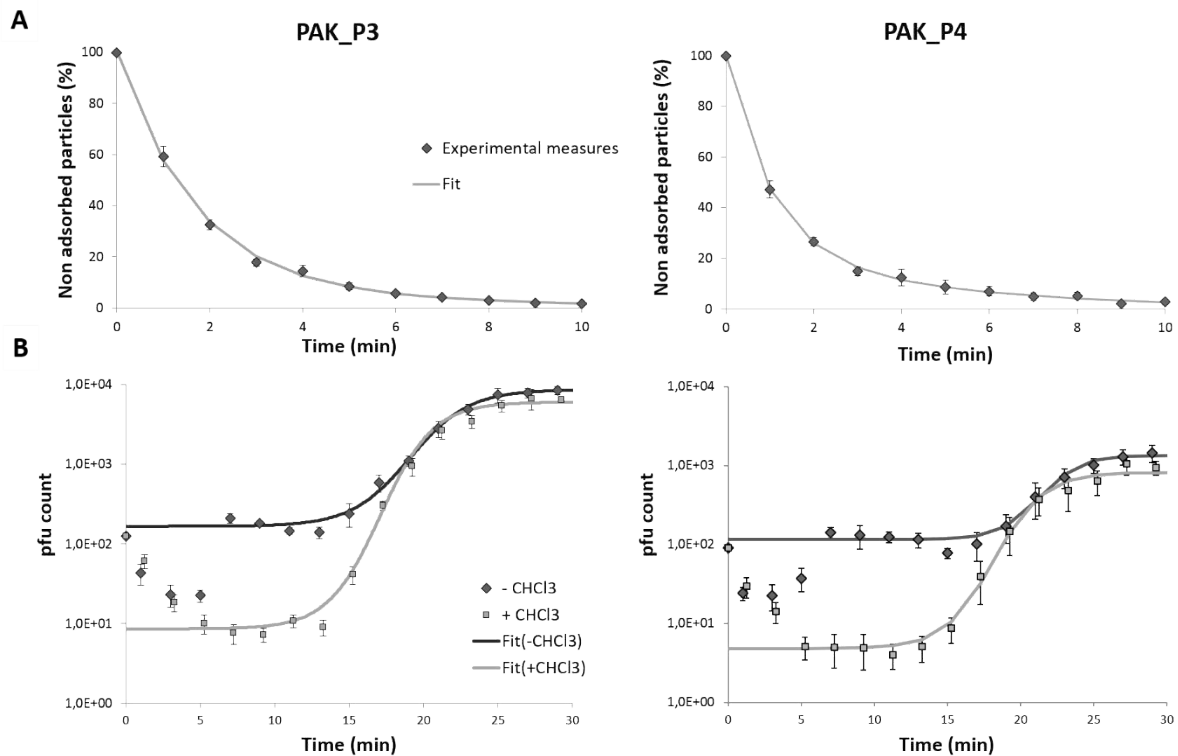 A
PAK_P3
PAK_P4
Non adsorbed particles (%)
100
80
60
40
20
0
Experimental measures
Fit
0 2 4 6 8 10
Time (min)
Non adsorbed particles (%)
100
80
60
40
20
0
0 2 4 6 8 10
Time (min)
B
pfu count
1,0E+04
1,0E+03
1,0E+02
1,0E+01
1,0E+00
- CHCl3
+ CHCl3
Fit(-CHCl3)
Fit(+CHCl3)
0 5 10 15 20 25 30
Time (min)
pfu count
1,0E+04
1,0E+03
1,0E+02
1,0E+01
1,0E+00
0 5 10 15 20 25 30
Time (min)